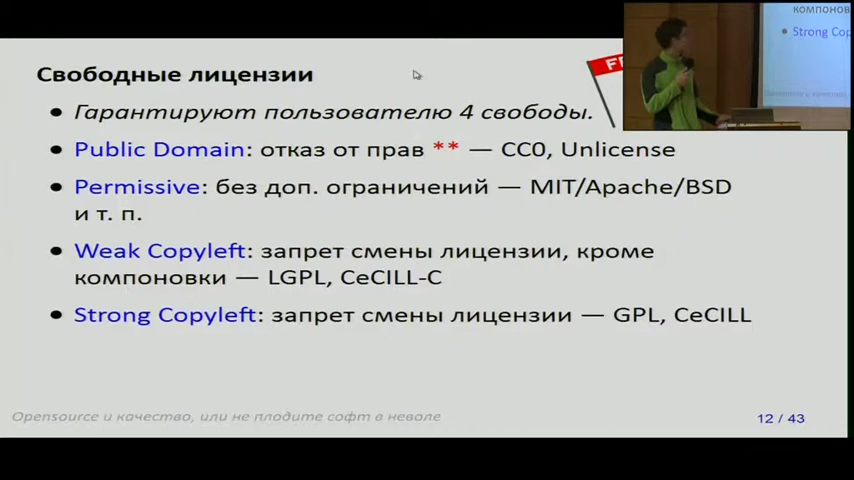 Свободные лицензии
Гарантируют пользователю 4 свободы.
Public Domain: отказ от прав ** — CC0, Unlicense
Permissive: без доп. ограничений — MIT/Apache/BSD
и т. п.
Weak Copyleft: запрет смены лицензии, кроме
компоновки — LGPL, CeCILL-C
Strong Copyleft: запрет смены лицензии — GPL, CeCILL
Opensource и качество, или не плодите софт в неволе
12 / 43
компонов
Strong Cop